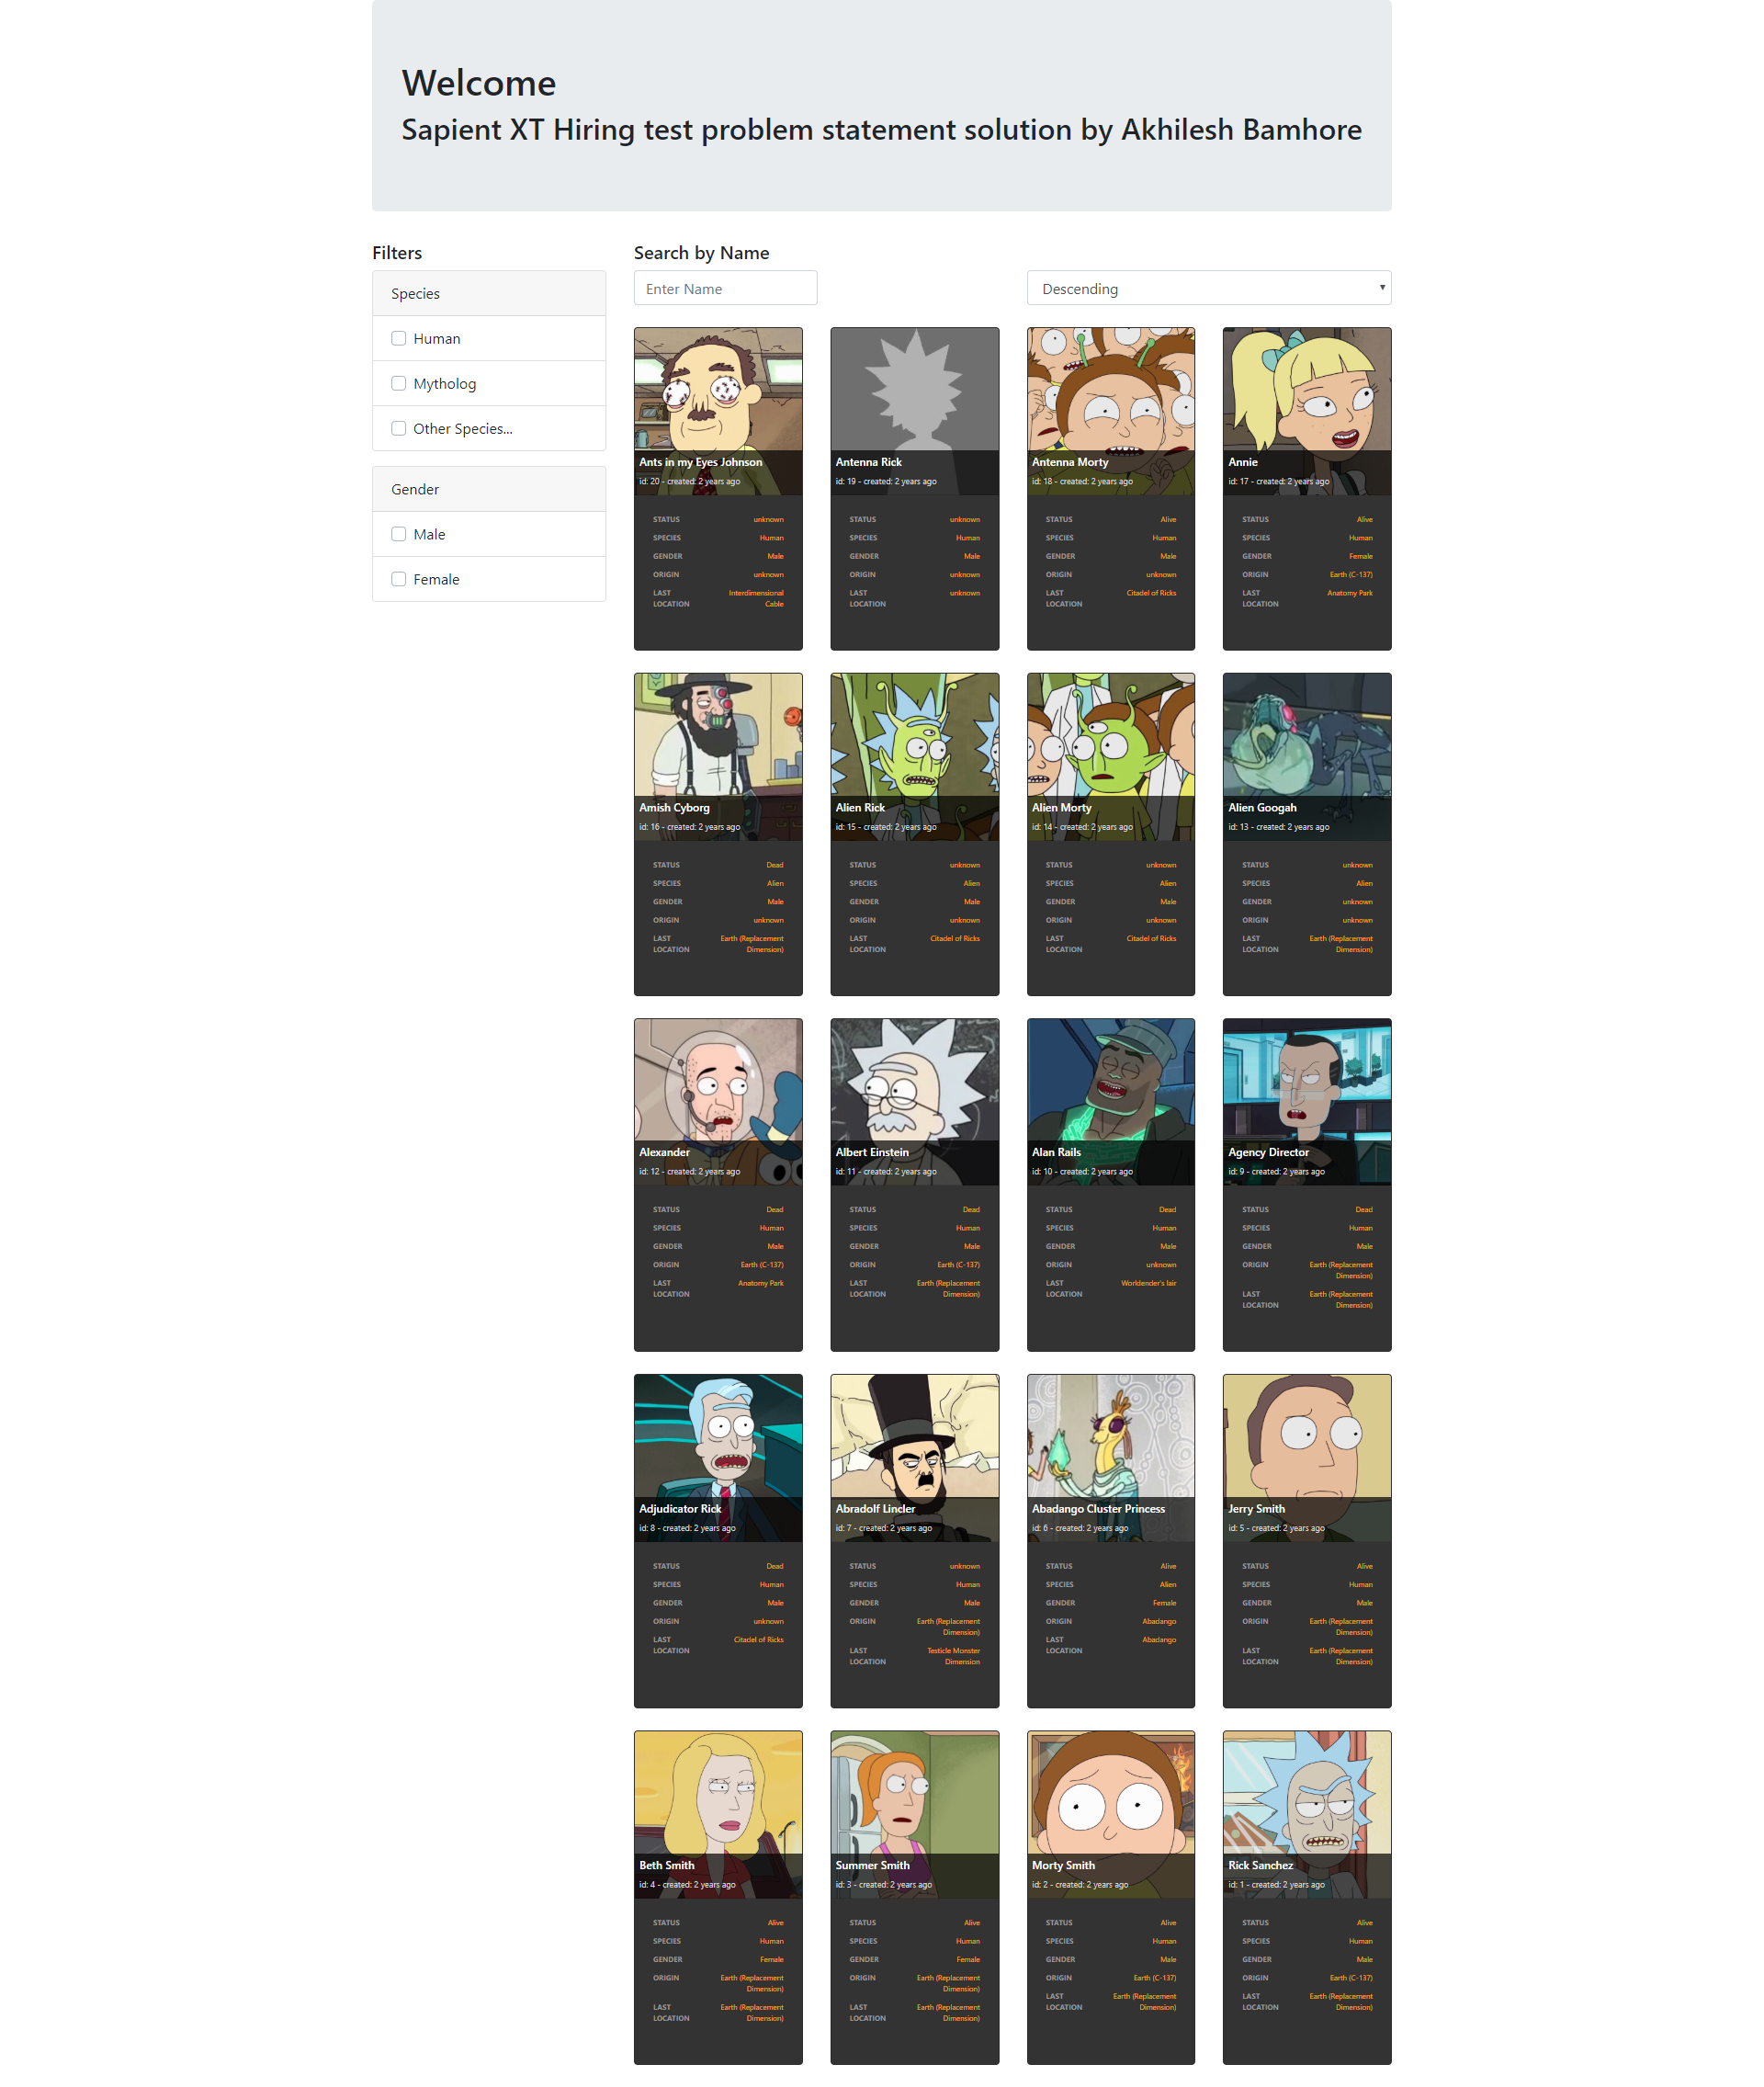 Welcome
Sapient XT Hiring test problem statement solution by Akhilesh Bamhore
Filters
Species
Human
Mytholog
Other Species...
Gender
Male
Female
Search by Name
Enter Name
Descending
Ants in my Eyes Johnson
id: 20 - created: 2 years ago
STATUS unknown
SPECIES Human
GENDER Male
ORIGIN unknown
LAST LOCATION Interdimensional Cable
Antenna Rick
id: 19 - created: 2 years ago
STATUS unknown
SPECIES Human
GENDER Male
ORIGIN unknown
LAST LOCATION unknown
Antenna Morty
id: 18 - created: 2 years ago
STATUS Alive
SPECIES Human
GENDER Male
ORIGIN unknown
LAST LOCATION Citadel of Ricks
Annie
id: 17 - created: 2 years ago
STATUS Alive
SPECIES Human
GENDER Female
ORIGIN Earth (C-137)
LAST LOCATION Anatomy Park
Amish Cyborg
id: 16 - created: 2 years ago
STATUS Dead
SPECIES Alien
GENDER Male
ORIGIN unknown
LAST LOCATION Earth (Replacement Dimension)
Alien Rick
id: 15 - created: 2 years ago
STATUS unknown
SPECIES Alien
GENDER Male
ORIGIN unknown
LAST LOCATION Citadel of Ricks
Alien Morty
id: 14 - created: 2 years ago
STATUS unknown
SPECIES Alien
GENDER Male
ORIGIN unknown
LAST LOCATION Citadel of Ricks
Alien Googah
id: 13 - created: 2 years ago
STATUS unknown
SPECIES Alien
GENDER unknown
ORIGIN unknown
LAST LOCATION Earth (Replacement Dimension)
Alexander
id: 12 - created: 2 years ago
STATUS Dead
SPECIES Human
GENDER Male
ORIGIN Earth (C-137)
LAST LOCATION Anatomy Park
Albert Einstein
id: 11 - created: 2 years ago
STATUS Dead
SPECIES Human
GENDER Male
ORIGIN Earth (C-137)
LAST LOCATION Earth (Replacement Dimension)
Alan Rails
id: 10 - created: 2 years ago
STATUS Dead
SPECIES Human
GENDER Male
ORIGIN unknown
LAST LOCATION Worldender's lair
Agency Director
id: 9 - created: 2 years ago
STATUS Dead
SPECIES Human
GENDER Male
ORIGIN Earth (Replacement Dimension)
LAST LOCATION Earth (Replacement Dimension)
Adjudicator Rick
id: 8 - created: 2 years ago
STATUS Dead
SPECIES Human
GENDER Male
ORIGIN unknown
LAST LOCATION Citadel of Ricks
Abradolf Lincler
id: 7 - created: 2 years ago
STATUS unknown
SPECIES Human
GENDER Male
ORIGIN Earth (Replacement Dimension)
LAST LOCATION Testicle Monster Dimension
Abadango Cluster Princess
id: 6 - created: 2 years ago
STATUS Alive
SPECIES Alien
GENDER Female
ORIGIN Abadango
LAST LOCATION Abadango
Jerry Smith
id: 5 - created: 2 years ago
STATUS Alive
SPECIES Human
GENDER Male
ORIGIN Earth (Replacement Dimension)
LAST LOCATION Earth (Replacement Dimension)
Beth Smith
id: 4 - created: 2 years ago
STATUS Alive
SPECIES Human
GENDER Female
ORIGIN Earth (Replacement Dimension)
LAST LOCATION Earth (Replacement Dimension)
Summer Smith
id: 3 - created: 2 years ago
STATUS Alive
SPECIES Human
GENDER Female
ORIGIN Earth (Replacement Dimension)
LAST LOCATION Earth (Replacement Dimension)
Morty Smith
id: 2 - created: 2 years ago
STATUS Alive
SPECIES Human
GENDER Male
ORIGIN Earth (C-137)
LAST LOCATION Earth (Replacement Dimension)
Rick Sanchez
id: 1 - created: 2 years ago
STATUS Alive
SPECIES Human
GENDER Male
ORIGIN Earth (C-137)
LAST LOCATION Earth (Replacement Dimension)